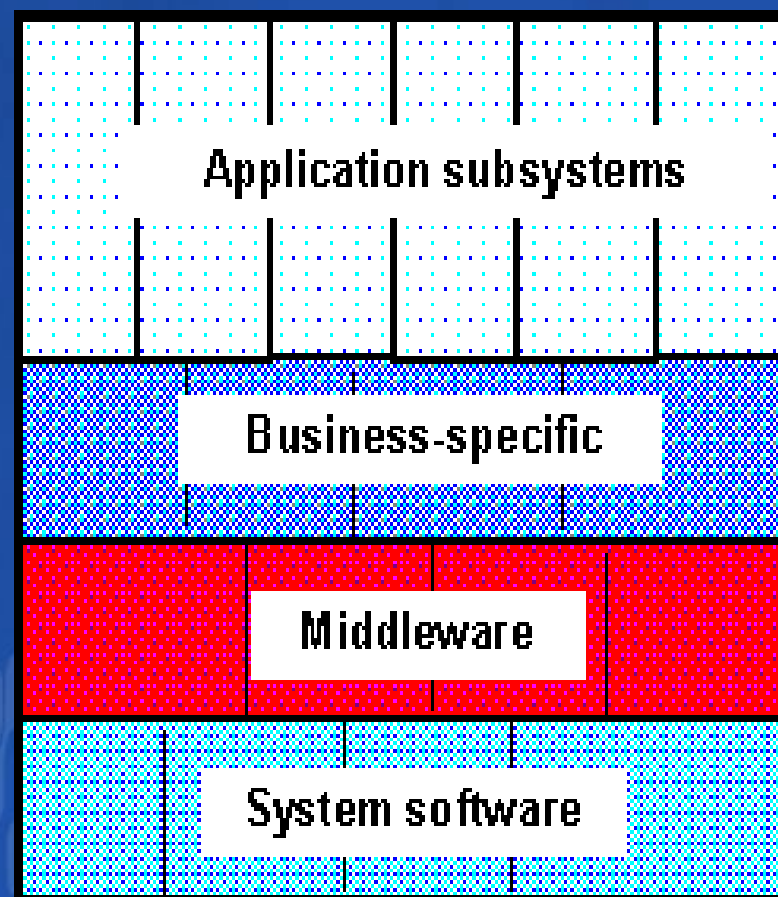 Application subsystems
Business-specific
Middleware
System software